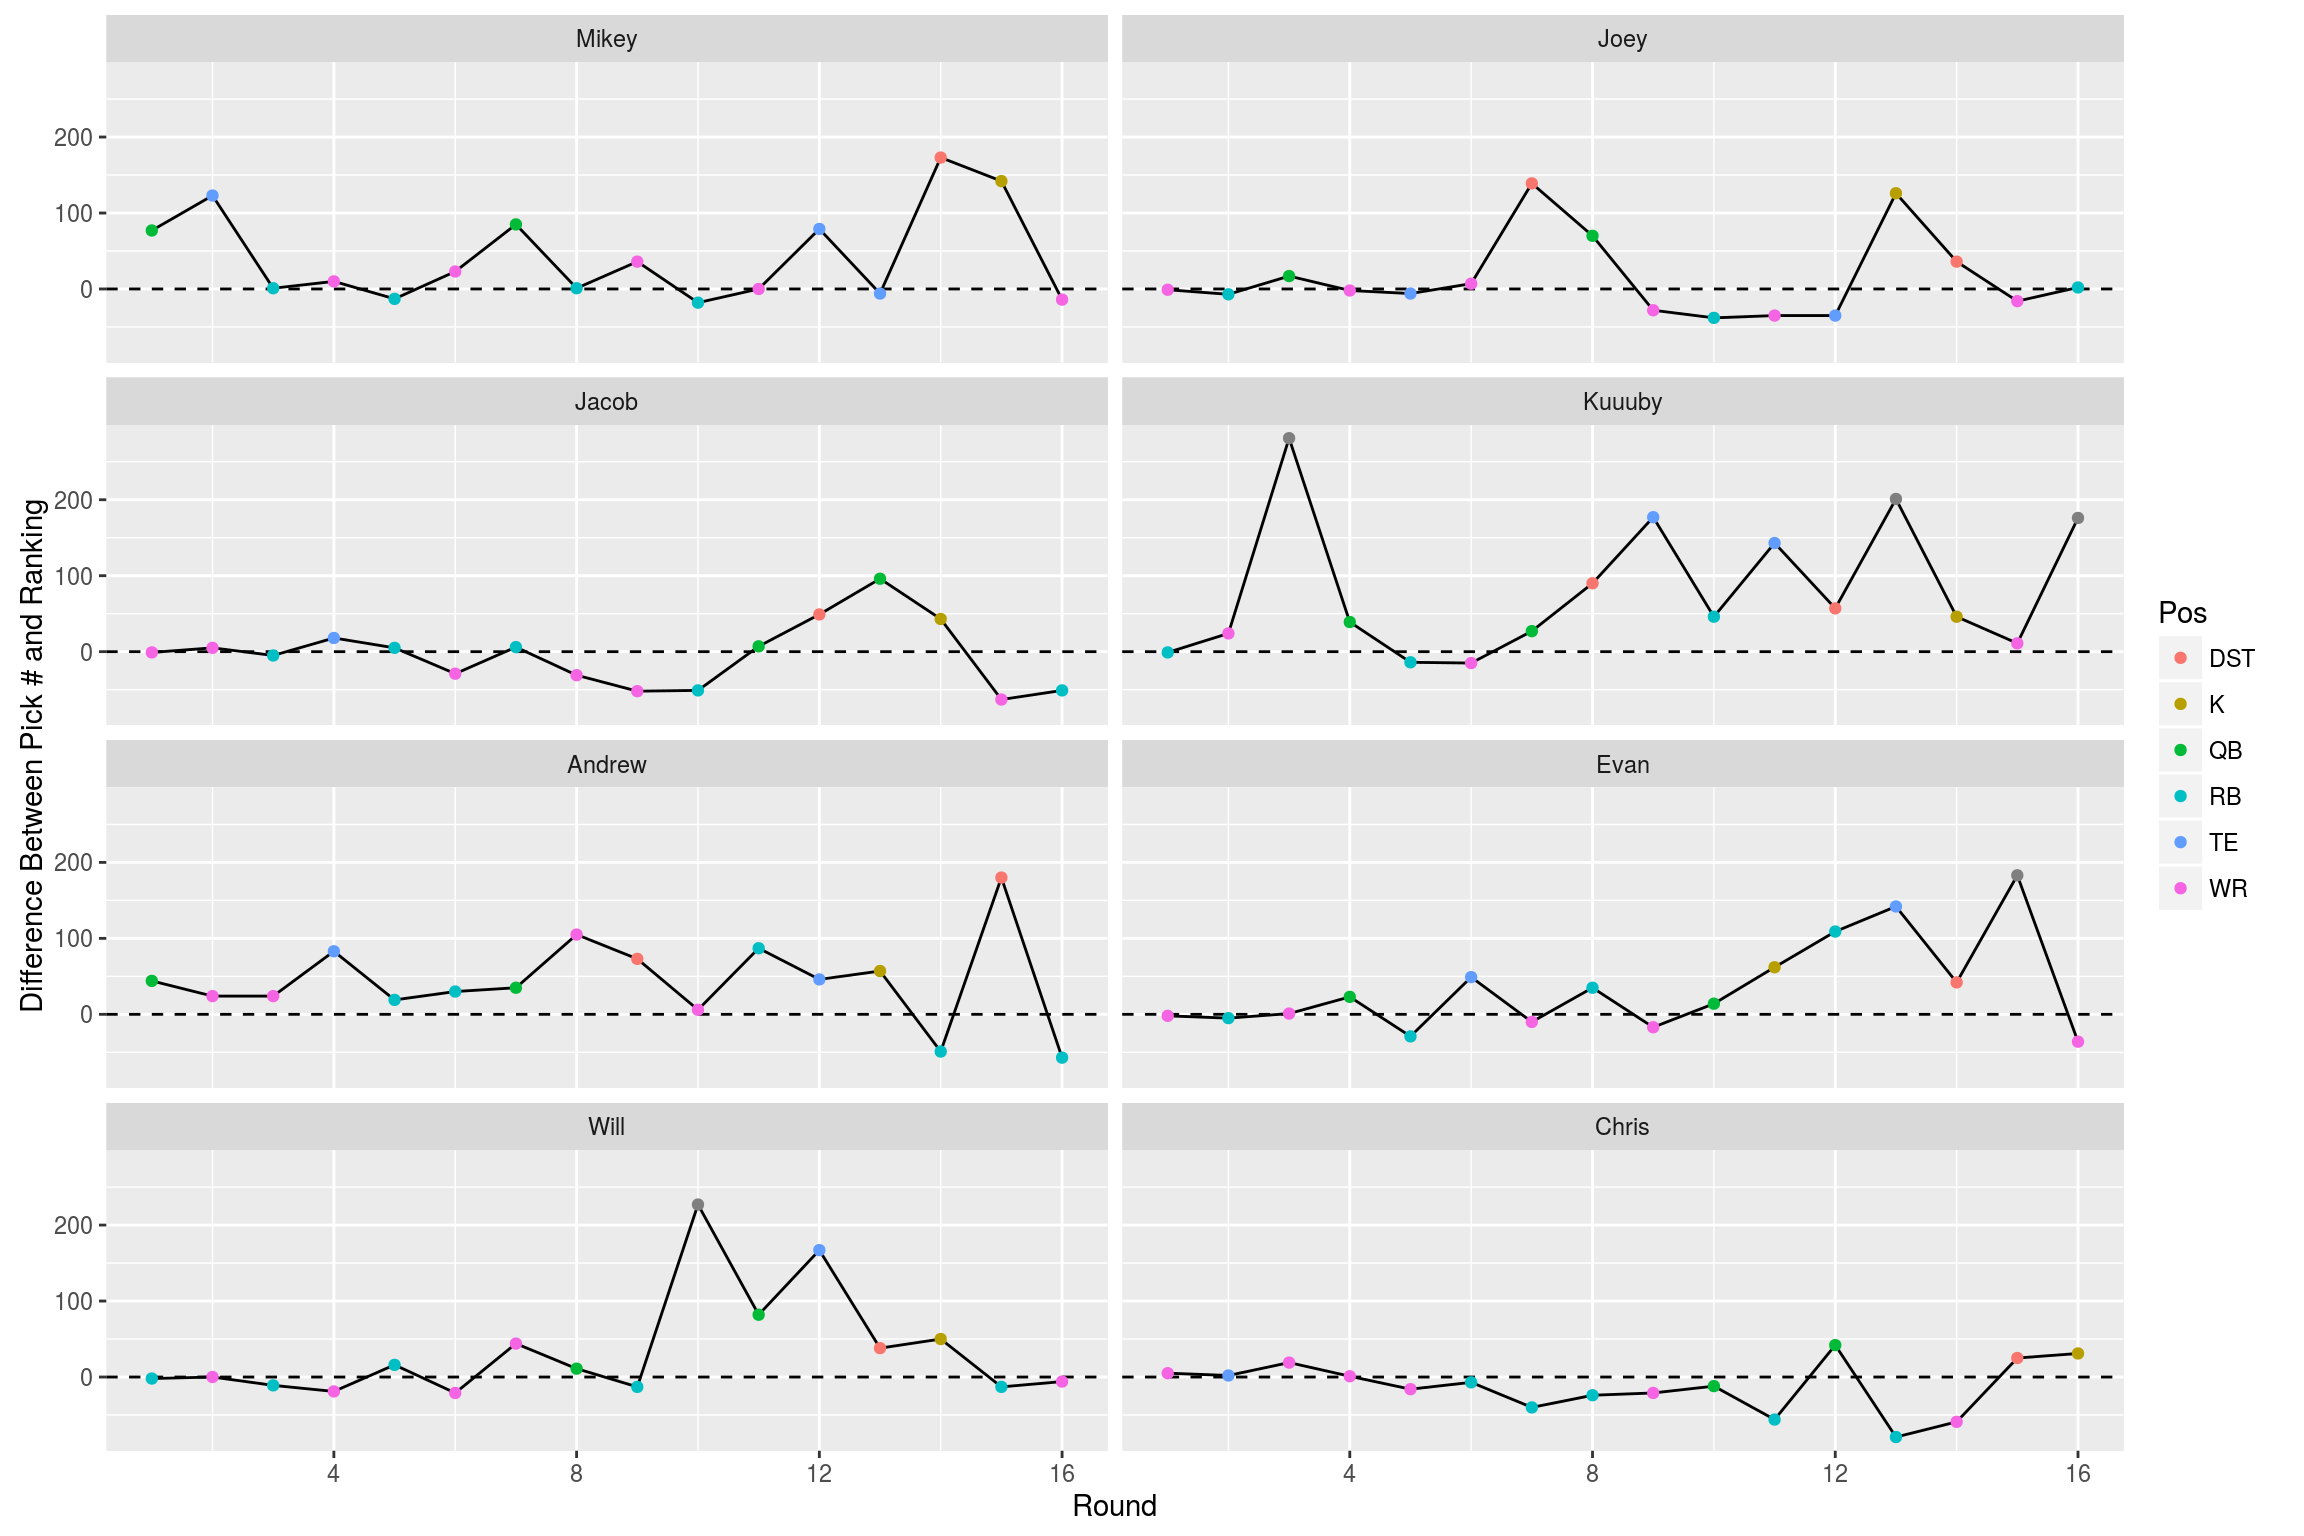 Mikey
Joey
200
100
0
Jacob
Kuuuby
200
100
0
Andrew
Evan
200
100
0
Will
Chris
200
100
0
4 8 12 16
4 8 12 16
Round
Difference Between Pick # and Ranking
Pos
DST
K
QB
RB
TE
WR